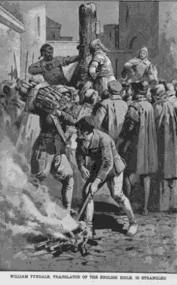 WILLIAM TYNDALE, TRANSLATOR OF THE ENGLISH BIBLE, IS STRANGLED